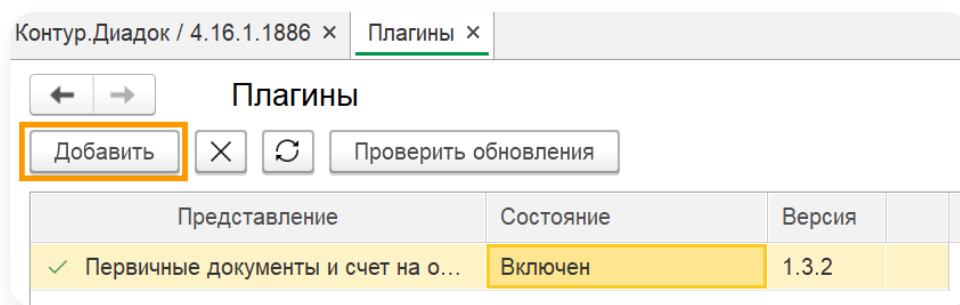 Контур.Диадок / 4.16.1.1886 × Плагины ×
Плагины
Добавить Проверить обновления
Представление Состояние Версия
Первичные документы и счет на о... Включен 1.3.2